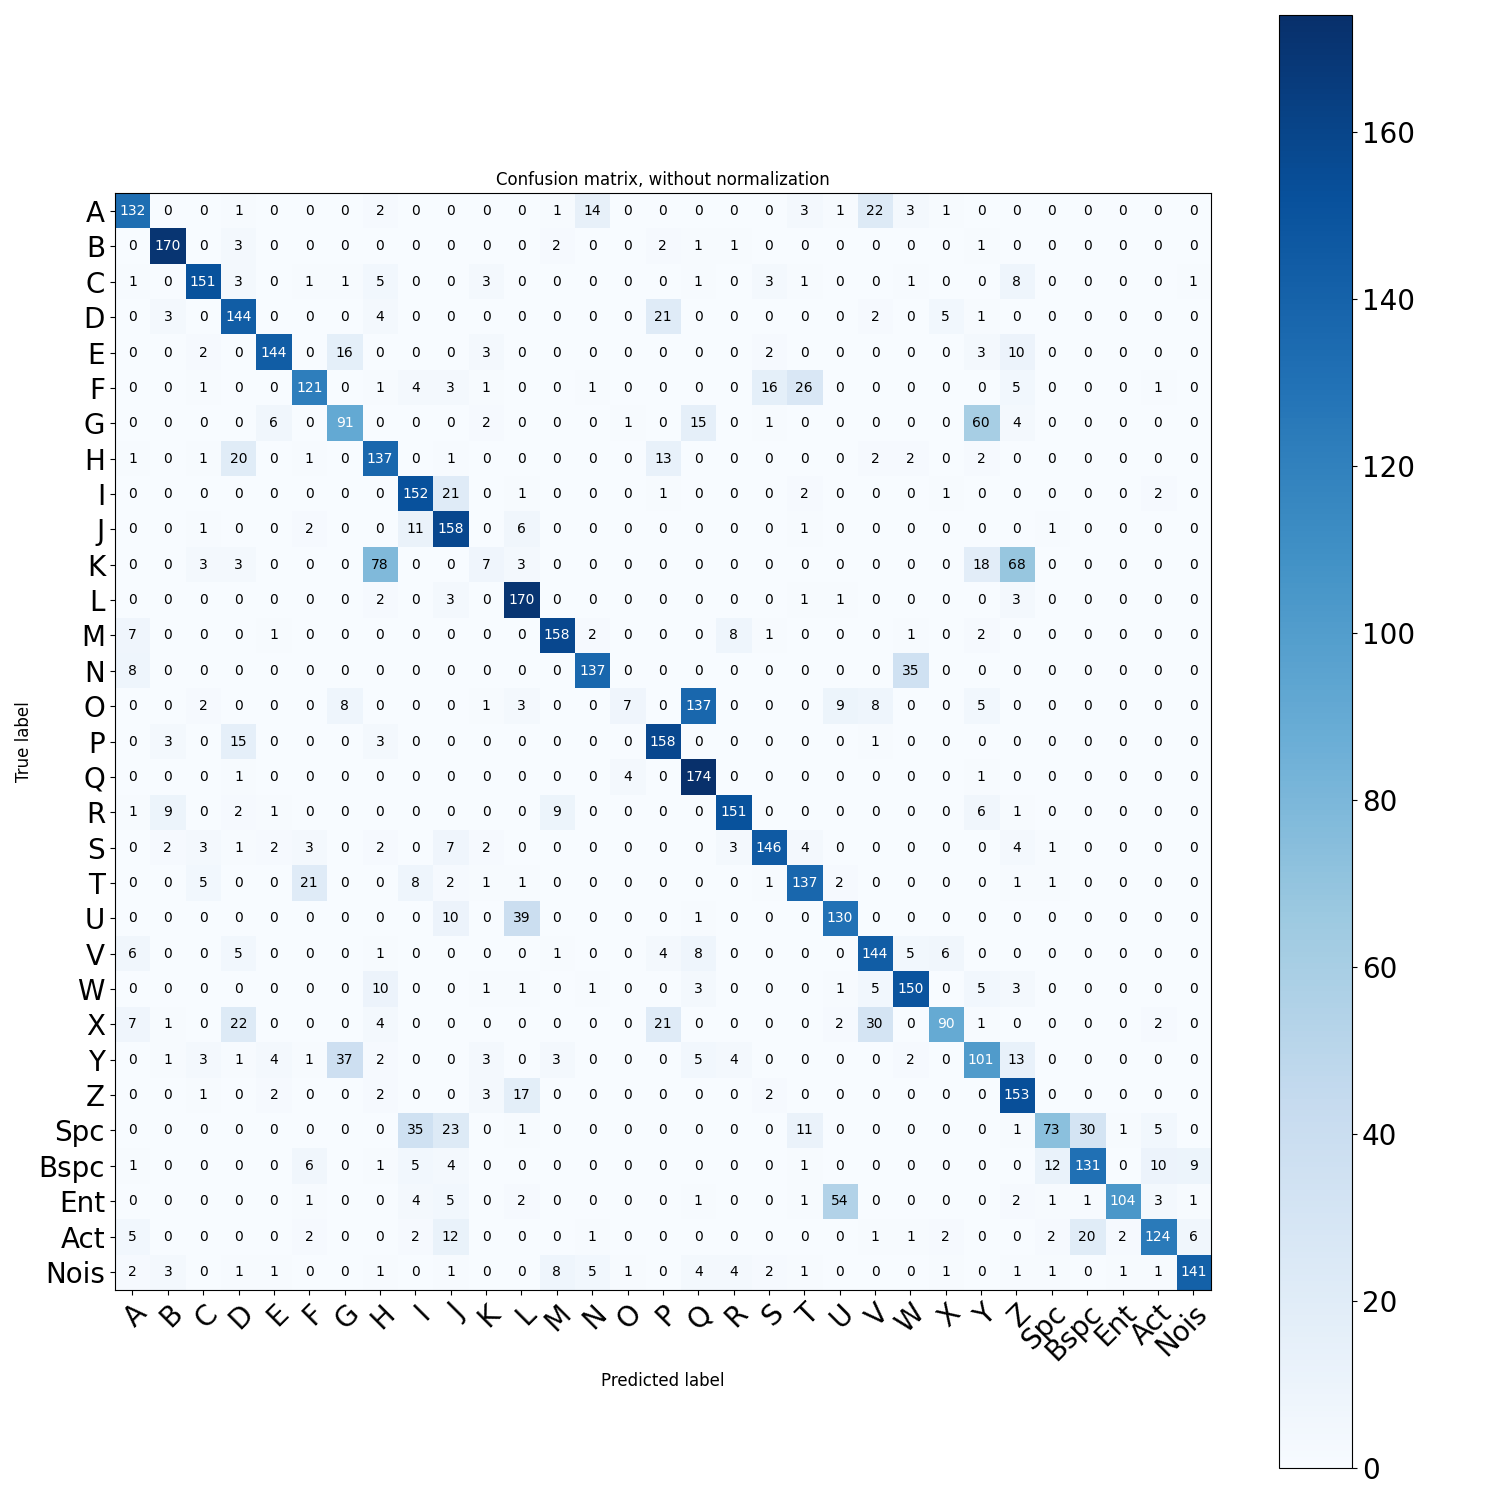 Confusion matrix, without normalization
A 132 0 0 1 0 0 0 2 0 0 0 0 1 14 0 0 0 0 0 3 1 22 3 1 0 0 0 0 0 0 0
B 0 170 0 3 0 0 0 0 0 0 0 0 2 0 0 2 1 1 0 0 0 0 0 0 1 0 0 0 0 0 0
C 1 0 151 3 0 1 1 5 0 0 3 0 0 0 0 0 1 0 3 1 0 0 1 0 0 8 0 0 0 0 1
D 0 3 0 144 0 0 0 4 0 0 0 0 0 0 0 21 0 0 0 0 0 2 0 5 1 0 0 0 0 0 0
E 0 0 2 0 144 0 16 0 0 0 3 0 0 0 0 0 0 0 2 0 0 0 0 0 3 10 0 0 0 0 0
F 0 0 1 0 0 121 0 1 4 3 1 0 0 1 0 0 0 0 16 26 0 0 0 0 0 5 0 0 0 1 0
G 0 0 0 0 6 0 91 0 0 0 2 0 0 0 1 0 15 0 1 0 0 0 0 0 60 4 0 0 0 0 0
H 1 0 1 20 0 1 0 137 0 1 0 0 0 0 0 13 0 0 0 0 0 2 2 0 2 0 0 0 0 0 0
I 0 0 0 0 0 0 0 0 152 21 0 1 0 0 0 1 0 0 0 2 0 0 0 1 0 0 0 0 0 2 0
J 0 0 1 0 0 2 0 0 11 158 0 6 0 0 0 0 0 0 0 1 0 0 0 0 0 0 1 0 0 0 0
K 0 0 3 3 0 0 0 78 0 0 7 3 0 0 0 0 0 0 0 0 0 0 0 0 18 68 0 0 0 0 0
L 0 0 0 0 0 0 0 2 0 3 0 170 0 0 0 0 0 0 0 1 1 0 0 0 0 3 0 0 0 0 0
M 7 0 0 0 1 0 0 0 0 0 0 0 158 2 0 0 0 8 1 0 0 0 1 0 2 0 0 0 0 0 0
N 8 0 0 0 0 0 0 0 0 0 0 0 0 137 0 0 0 0 0 0 0 0 35 0 0 0 0 0 0 0 0
O 0 0 2 0 0 0 8 0 0 0 1 3 0 0 7 0 137 0 0 0 9 8 0 0 5 0 0 0 0 0 0
P 0 3 0 15 0 0 0 3 0 0 0 0 0 0 0 158 0 0 0 0 0 1 0 0 0 0 0 0 0 0 0
Q 0 0 0 1 0 0 0 0 0 0 0 0 0 0 4 0 174 0 0 0 0 0 0 0 1 0 0 0 0 0 0
R 1 9 0 2 1 0 0 0 0 0 0 0 9 0 0 0 0 151 0 0 0 0 0 0 6 1 0 0 0 0 0
S 0 2 3 1 2 3 0 2 0 7 2 0 0 0 0 0 0 3 146 4 0 0 0 0 0 4 1 0 0 0 0
T 0 0 5 0 0 21 0 0 8 2 1 1 0 0 0 0 0 0 1 137 2 0 0 0 0 1 1 0 0 0 0
U 0 0 0 0 0 0 0 0 0 10 0 39 0 0 0 0 1 0 0 0 130 0 0 0 0 0 0 0 0 0 0
V 6 0 0 5 0 0 0 1 0 0 0 0 1 0 0 4 8 0 0 0 0 144 5 6 0 0 0 0 0 0 0
W 0 0 0 0 0 0 0 10 0 0 1 1 0 1 0 0 3 0 0 0 1 5 150 0 5 3 0 0 0 0 0
X 7 1 0 22 0 0 0 4 0 0 0 0 0 0 0 21 0 0 0 0 2 30 0 90 1 0 0 0 0 2 0
Y 0 1 3 1 4 1 37 2 0 0 3 0 3 0 0 0 5 4 0 0 0 0 2 0 101 13 0 0 0 0 0
Z 0 0 1 0 2 0 0 2 0 0 3 17 0 0 0 0 0 0 2 0 0 0 0 0 0 153 0 0 0 0 0
Spc 0 0 0 0 0 0 0 0 35 23 0 1 0 0 0 0 0 0 0 11 0 0 0 0 0 1 73 30 1 5 0
Bspc 1 0 0 0 0 6 0 1 5 4 0 0 0 0 0 0 0 0 0 1 0 0 0 0 0 0 12 131 0 10 9
Ent 0 0 0 0 0 1 0 0 4 5 0 2 0 0 0 0 1 0 0 1 54 0 0 0 0 2 1 1 104 3 1
Act 5 0 0 0 0 2 0 0 2 12 0 0 0 1 0 0 0 0 0 0 0 1 1 2 0 0 2 20 2 124 6
Nois 2 3 0 1 1 0 0 1 0 1 0 0 8 5 1 0 4 4 2 1 0 0 0 1 0 1 1 0 1 1 141
A B C D E F G H I J K L M N O P Q R S T U V W X Y Z Spc Bspc Ent Act Nois
Predicted label
True label
160
140
120
100
80
60
40
20
0